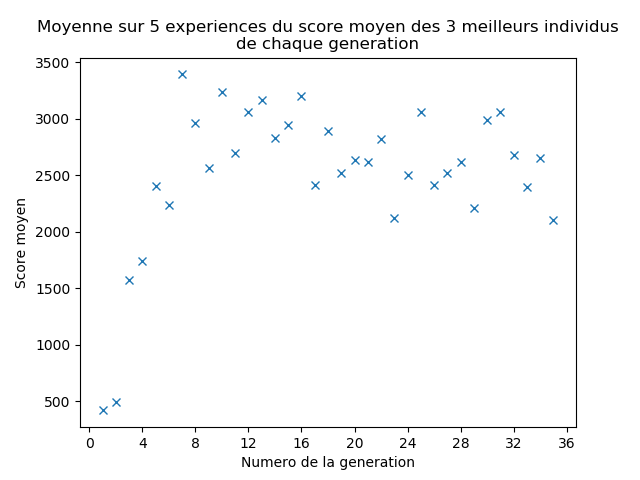 Moyenne sur 5 experiences du score moyen des 3 meilleurs individus
de chaque generation
3500
3000
2500
2000
1500
1000
500
Score moyen
0 4 8 12 16 20 24 28 32 36
Numero de la generation